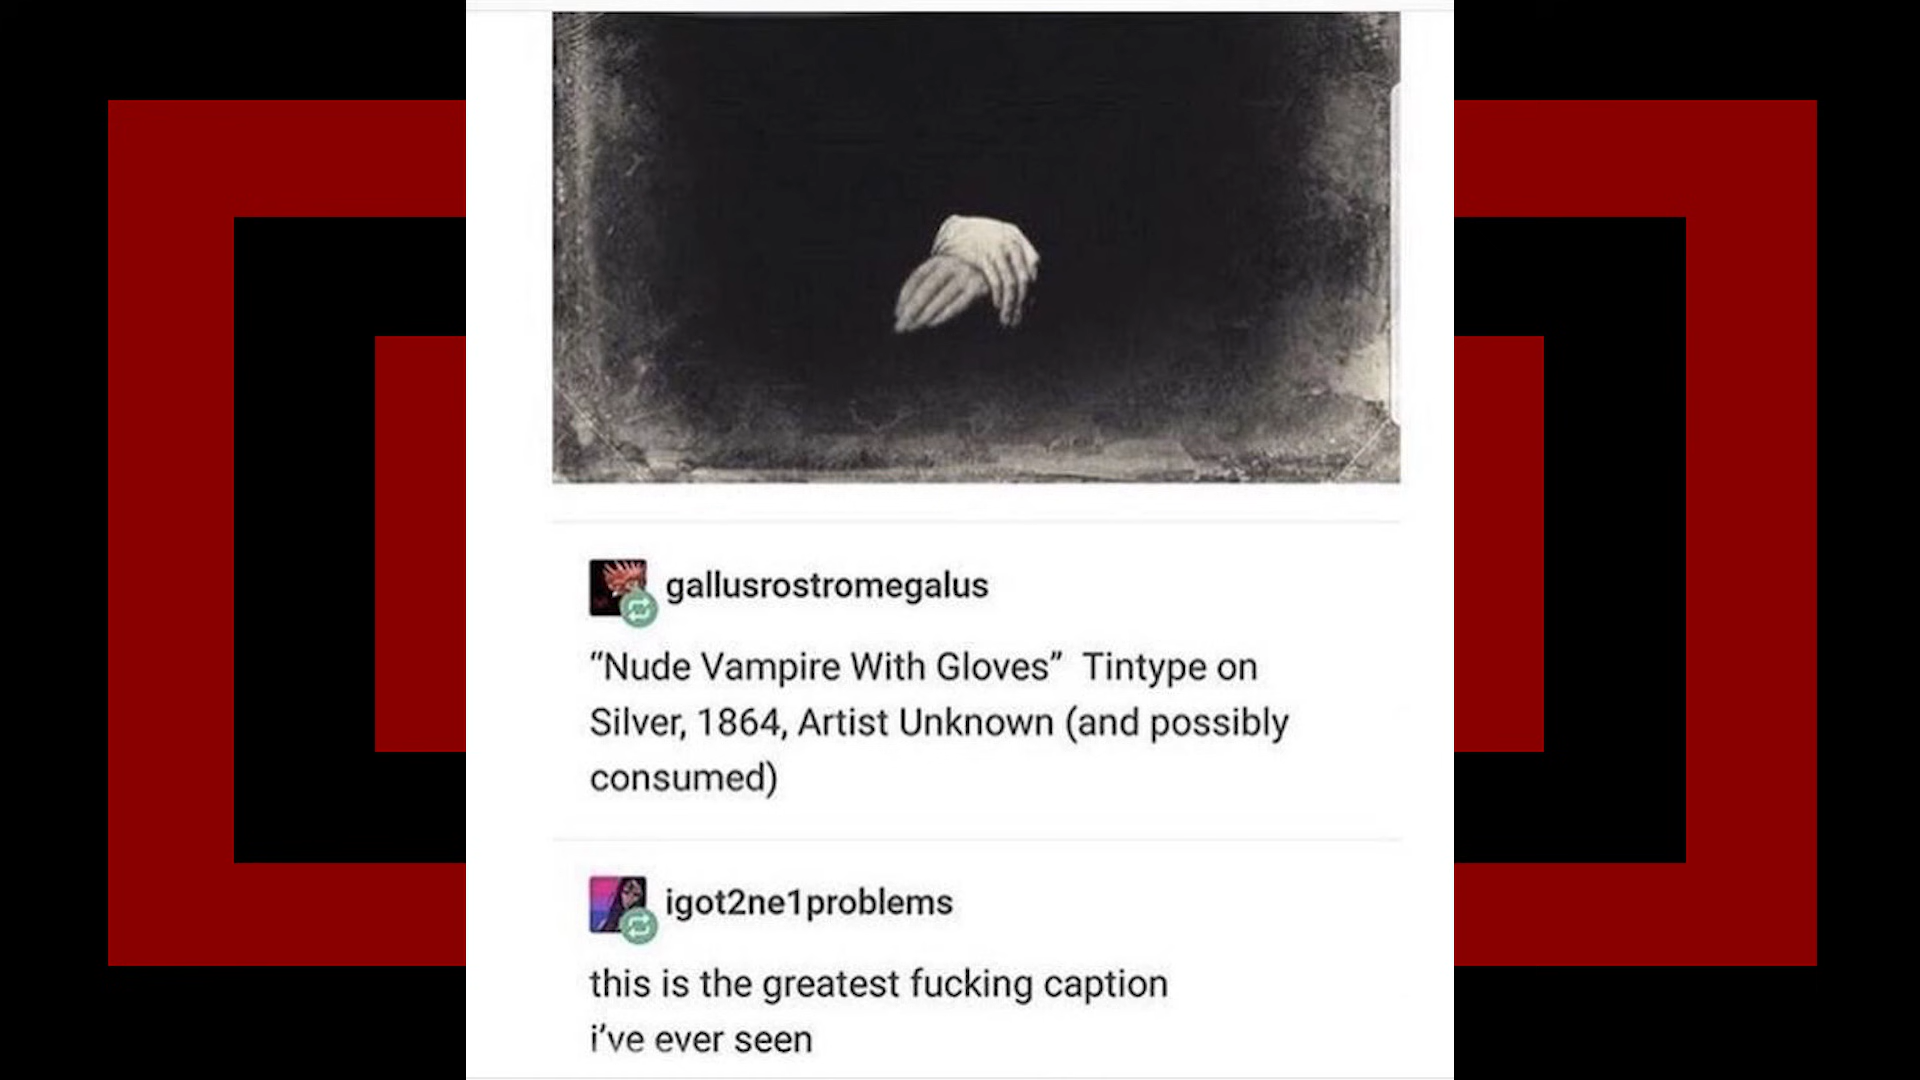 gallusrostromegalus
“Nude Vampire With Gloves”  Tintype on
Silver, 1864, Artist Unknown (and possibly
consumed)
igot2ne1problems
this is the greatest fucking caption
i’ve ever seen